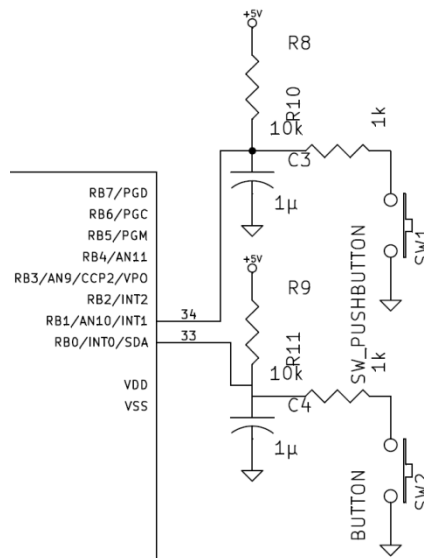 +5V
R8
R10
10k
1k
C3
1µ
SW1
SW_PUSHBUTTON
RB7/PGD
RB6/PGC
RB5/PGM
RB4/AN11
RB3/AN9/CCP2/VPO
RB2/INT2
RB1/AN10/INT1
34
RB0/INT0/SDA
33
VDD
VSS
+5V
R9
R11
10k
1k
C4
1µ
SW2
BUTTON